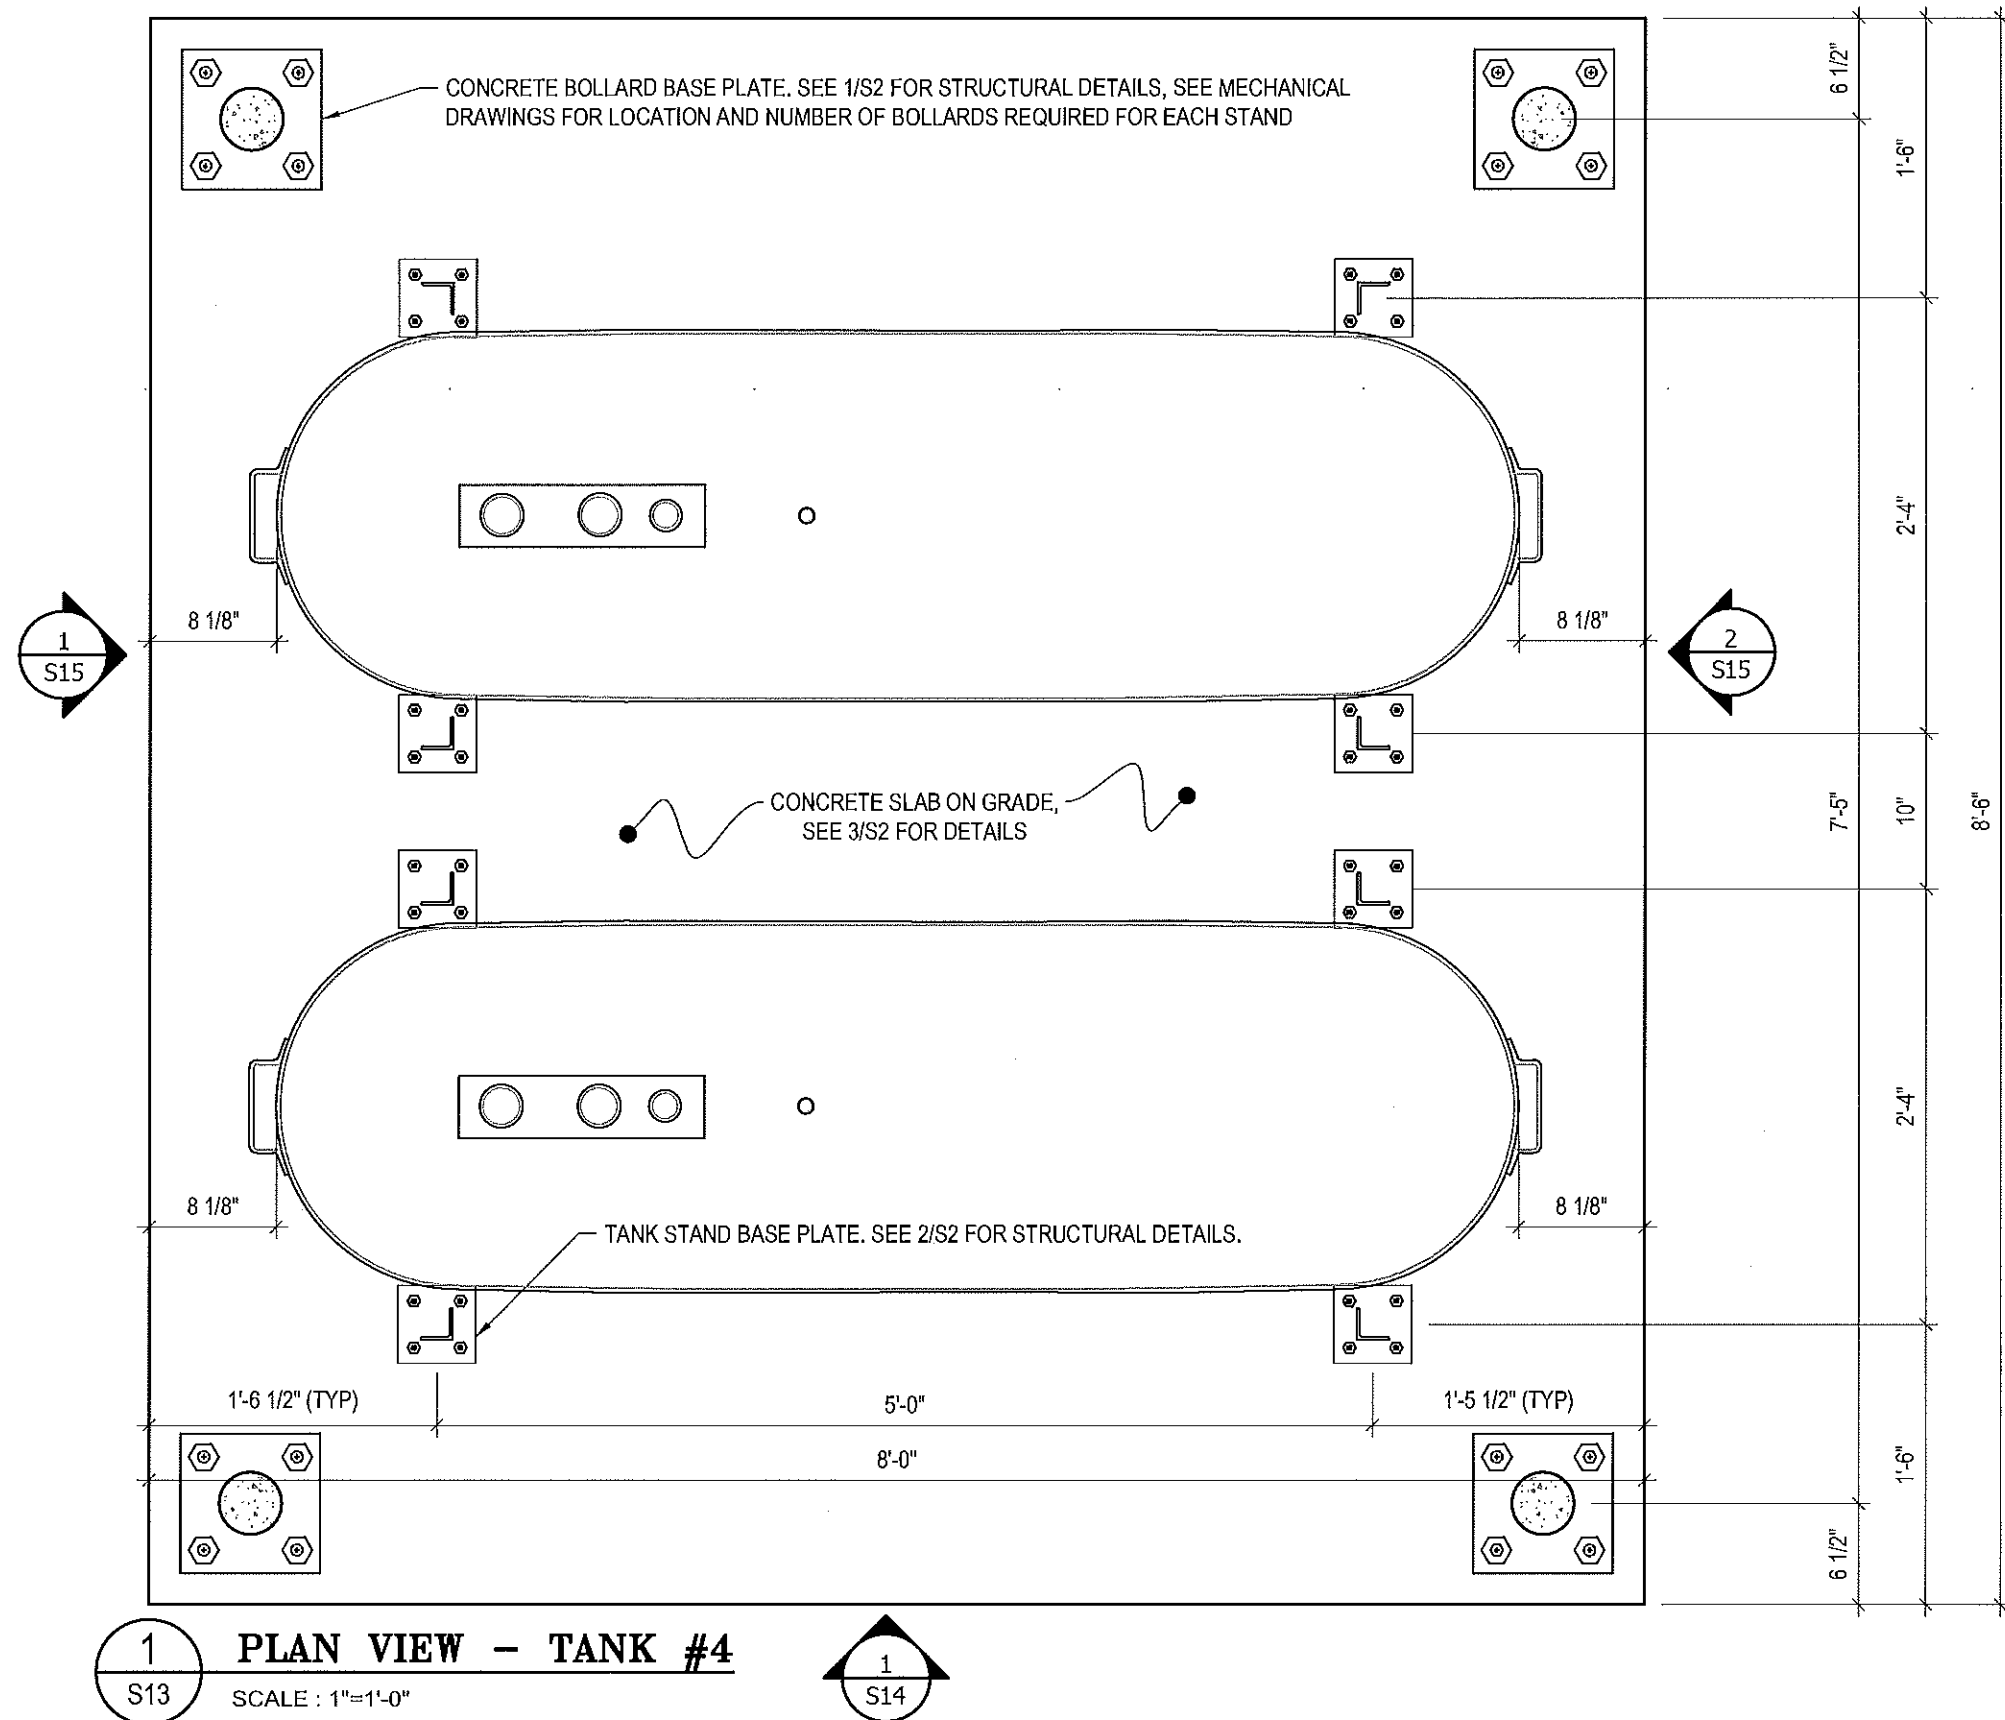 CONCRETE BOLLARD BASE PLATE. SEE 1/S2 FOR STRUCTURAL DETAILS, SEE MECHANICAL
DRAWINGS FOR LOCATION AND NUMBER OF BOLLARDS REQUIRED FOR EACH STAND
6 1/2"
1'-6"
2'-4"
8 1/8"
8 1/8"
1
S15
2
S15
CONCRETE SLAB ON GRADE,
SEE 3/S2 FOR DETAILS
7'-5"
10"
8'-6"
2'-4"
8 1/8"
8 1/8"
TANK STAND BASE PLATE. SEE 2/S2 FOR STRUCTURAL DETAILS.
1'-6 1/2" (TYP)
5'-0"
1'-5 1/2" (TYP)
8'-0"
1'-6"
6 1/2"
1
S13
PLAN VIEW - TANK #4
SCALE : 1"=1'-0"
1
S14